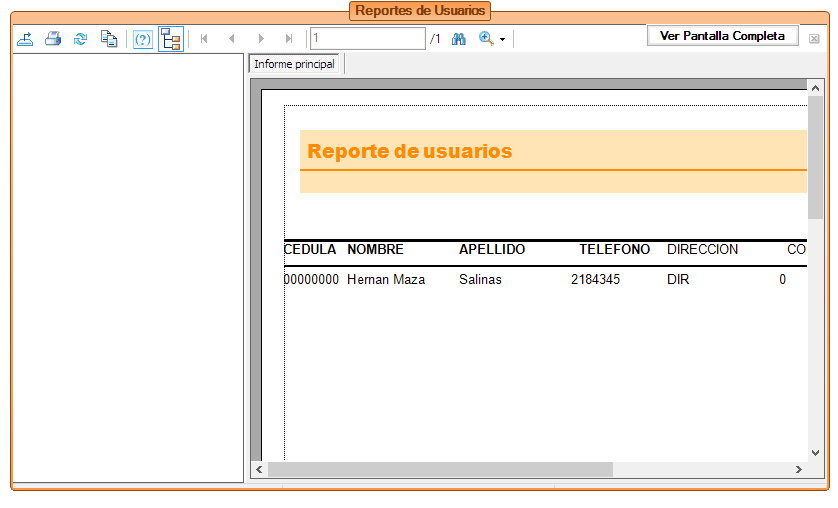 Reportes de Usuarios
(?) 1 /1 Ver Pantalla Completa
Informe principal
Reporte de usuarios
CEDULA NOMBRE APELLIDO TELEFONO DIRECCION CO
00000000 Hernan Maza Salinas 2184345 DIR 0